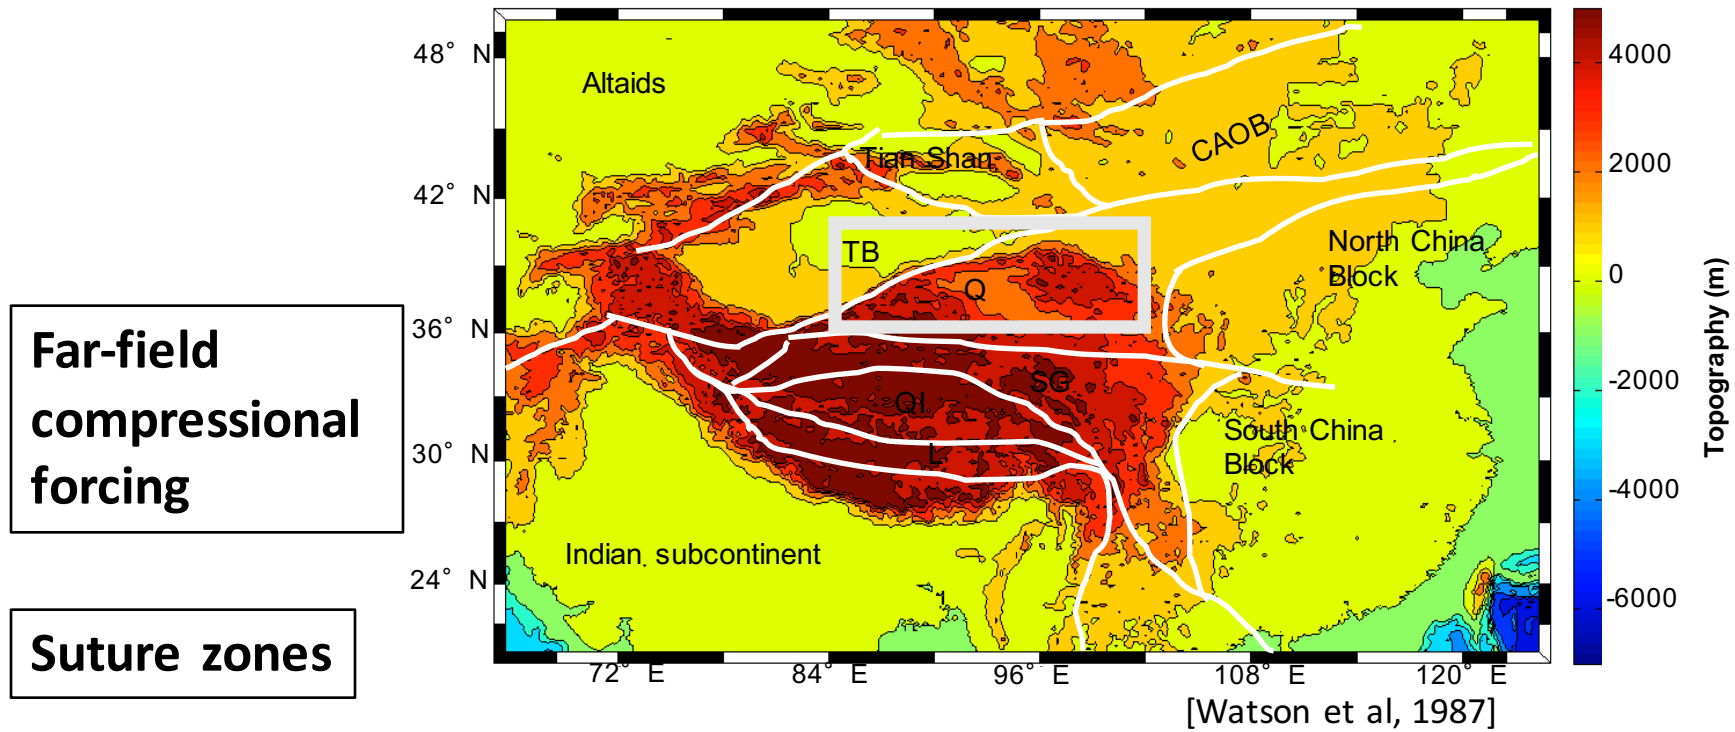 Far-field
compressional
forcing
Suture zones
48° N
42° N
36° N
30° N
24° N
Altaids
Tian Shan
CAOB
TB
Q
North China
Block
SG
QI
L
South China
Block
Indian subcontinent
72° E
84° E
96° E
108° E
120° E
[Watson et al, 1987]
4000
2000
0
-2000
-4000
-6000
Topography (m)